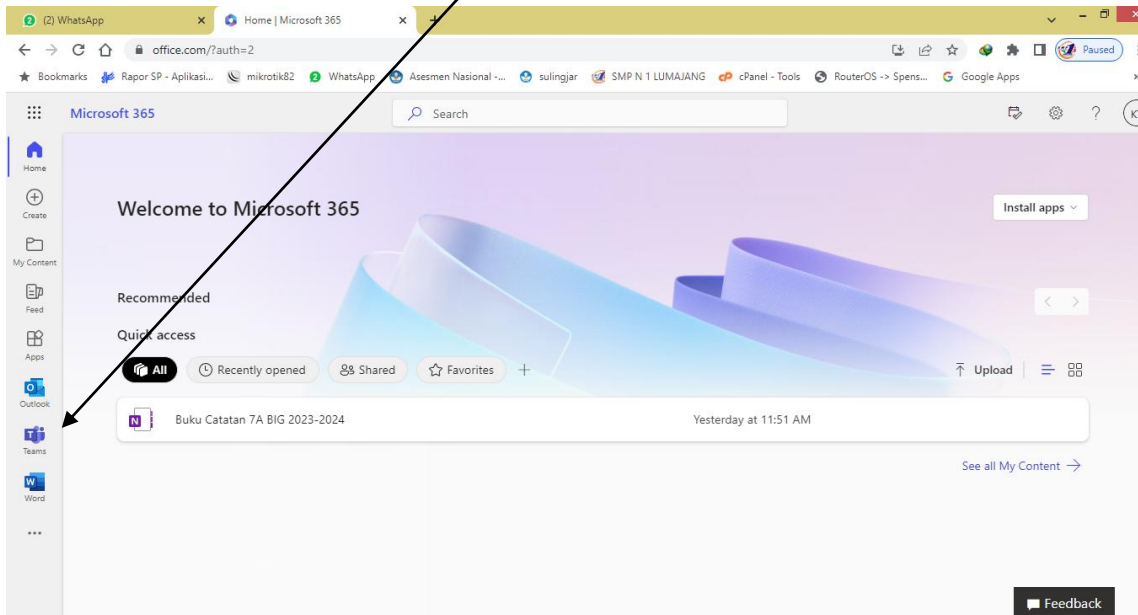 (2) WhatsApp
Home | Microsoft 365
office.com/?auth=2
Paused
Bookmarks
Rapor SP - Aplikasi...
mikrotik82
WhatsApp
Asesmen Nasional -...
sulingjar
SMP N 1 LUMAJANG
cPanel - Tools
RouterOS -> Spens...
Google Apps
Microsoft 365
Search
Home
Create
My Content
Feed
Apps
Outlook
Teams
Word
Welcome to Microsoft 365
Install apps
Recommended
Quick access
All
Recently opened
Shared
Favorites
Upload
Buku Catatan 7A BIG 2023-2024
Yesterday at 11:51 AM
See all My Content
Feedback